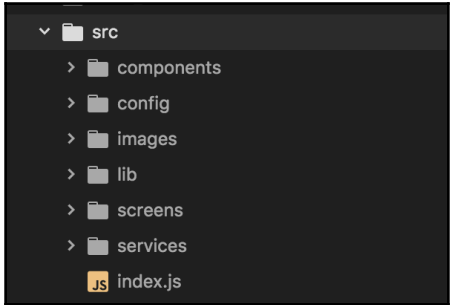 src
components
config
images
lib
screens
services
JS index.js